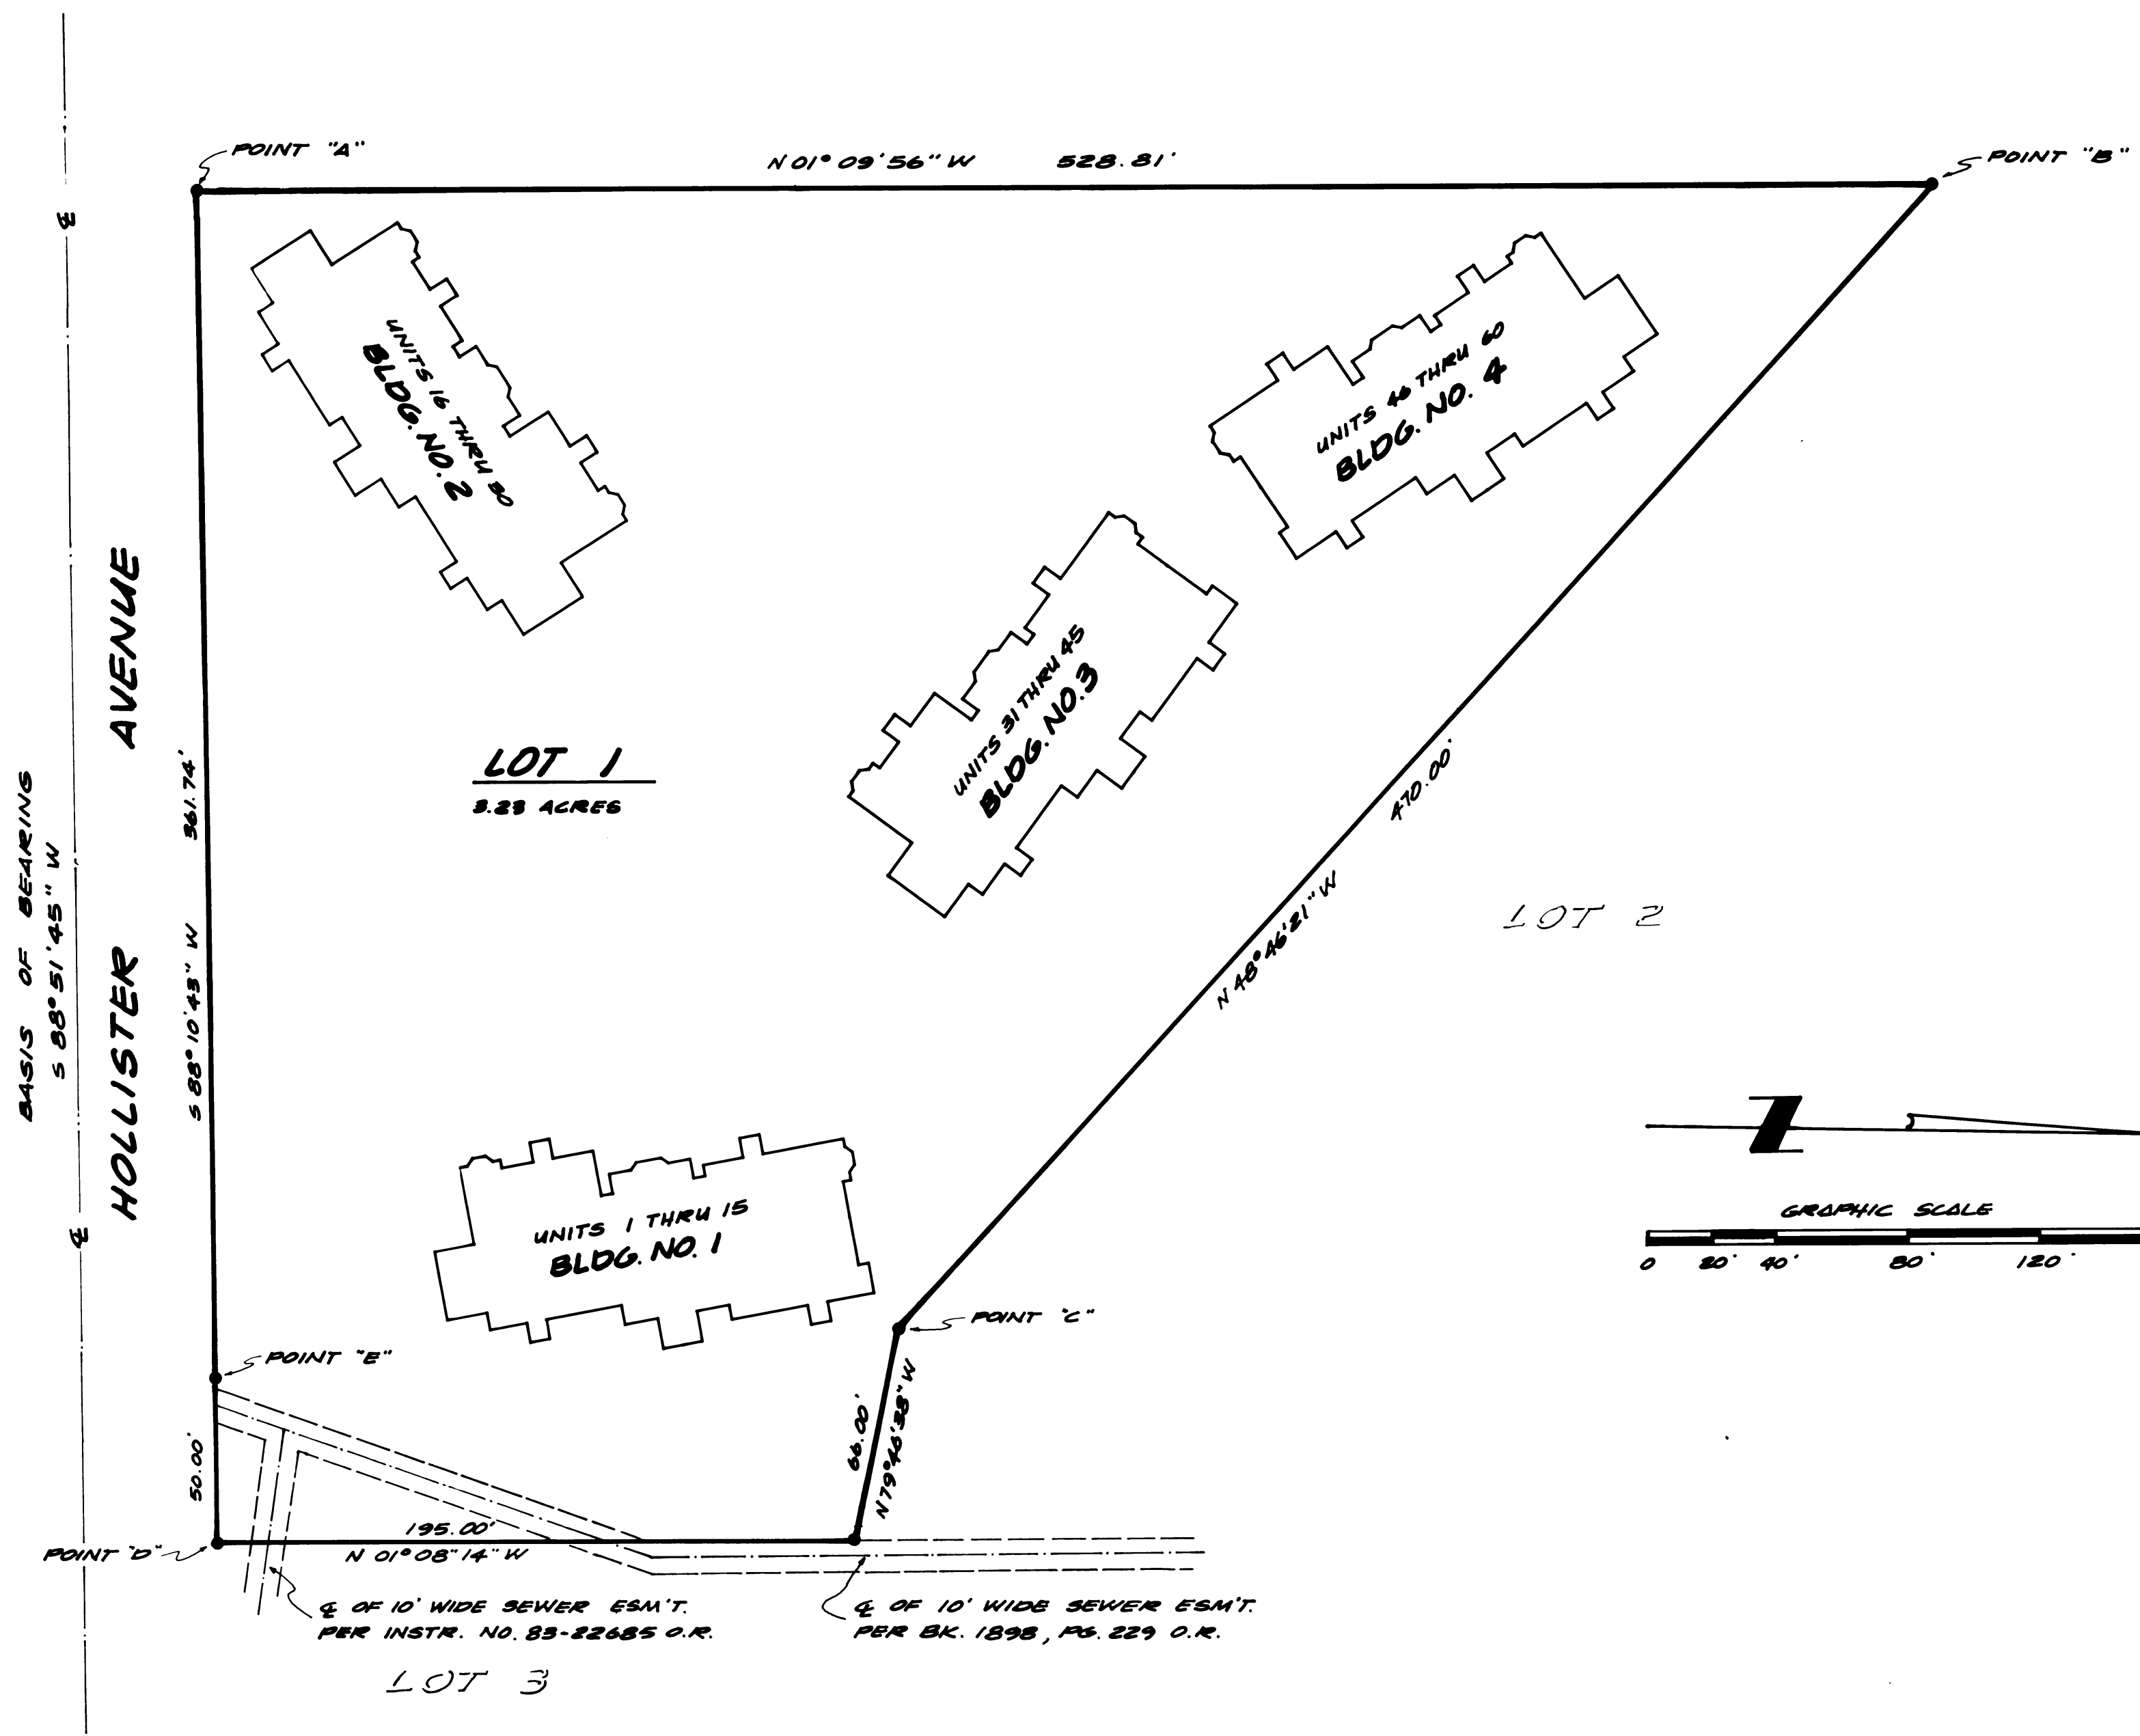 POINT "A"
N 01° 09' 56" W 528.81'
POINT "B"
℄
UNITS 16 THRU 30
BLDG. NO. 2
UNITS 46 THRU 60
BLDG. NO. 4
UNITS 31 THRU 45
BLDG. NO. 3
LOT 1
3.23 ACRES
HOLLISTER AVENUE
BASIS OF BEARING
S 88° 51' 45" W
S 88° 10' 43" W 361.74'
N 48° 46' 21" W 470.00'
LOT 2
UNITS 1 THRU 15
BLDG. NO. 1
℄
GRAPHIC SCALE
0 20' 40' 80' 120'
POINT "C"
POINT "E"
50.00'
66.00'
N 79° 46' 38" W
195.00'
POINT "D"
N 01° 08" 14" W
℄ OF 10' WIDE SEWER ESM'T.
PER INSTR. NO. 83-22685 O.R.
℄ OF 10' WIDE SEWER ESM'T.
PER BK. 1898, PG. 229 O.R.
LOT 3